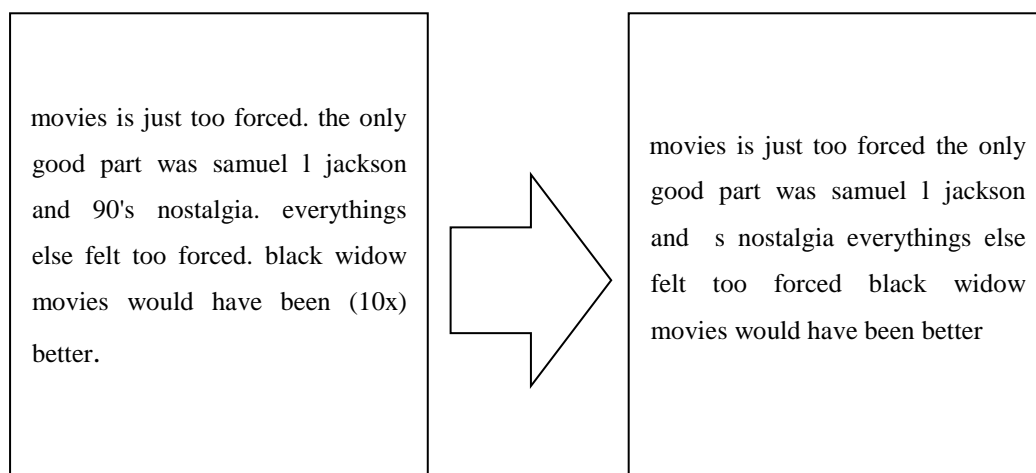 movies is just too forced. the only
good part was samuel l jackson
and 90's nostalgia. everythings
else felt too forced. black widow
movies would have been (10x)
better.
movies is just too forced the only
good part was samuel l jackson
and s nostalgia everythings else
felt too forced black widow
movies would have been better